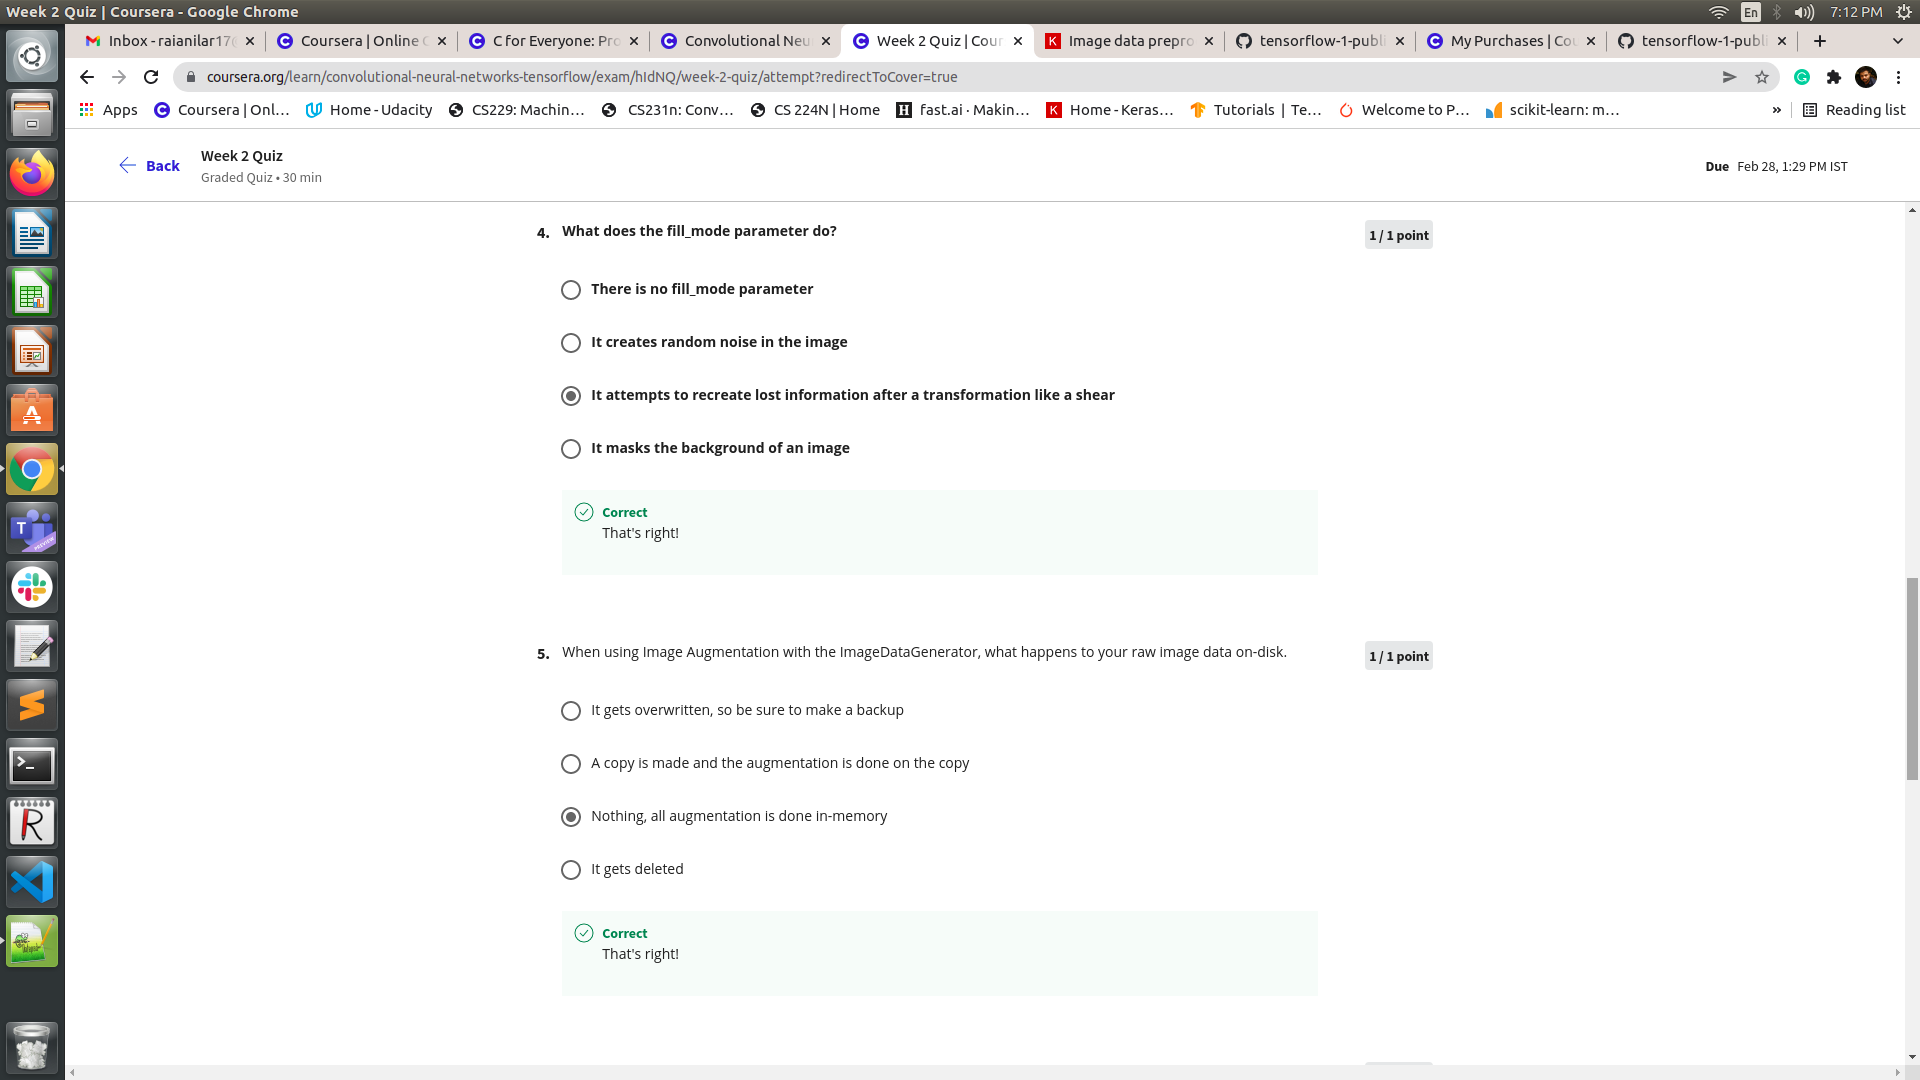 Week 2 Quiz | Coursera - Google Chrome
En
7:12 PM
Inbox - raianilar17
Coursera | Online C
C for Everyone: Pro
Convolutional Neu
Week 2 Quiz | Cour
Image data prepro
tensorflow-1-publi
My Purchases | Cou
tensorflow-1-publi
coursera.org/learn/convolutional-neural-networks-tensorflow/exam/hIdNQ/week-2-quiz/attempt?redirectToCover=true
Apps
Coursera | Onl...
Home - Udacity
CS229: Machin...
CS231n: Conv...
CS 224N | Home
fast.ai · Makin...
Home - Keras...
Tutorials | Te...
Welcome to P...
scikit-learn: m...
»
Reading list
Back
Week 2 Quiz
Graded Quiz • 30 min
Due Feb 28, 1:29 PM IST
4. What does the fill_mode parameter do?
1 / 1 point
There is no fill_mode parameter
It creates random noise in the image
It attempts to recreate lost information after a transformation like a shear
It masks the background of an image
Correct
That's right!
5. When using Image Augmentation with the ImageDataGenerator, what happens to your raw image data on-disk.
1 / 1 point
It gets overwritten, so be sure to make a backup
A copy is made and the augmentation is done on the copy
Nothing, all augmentation is done in-memory
It gets deleted
Correct
That's right!